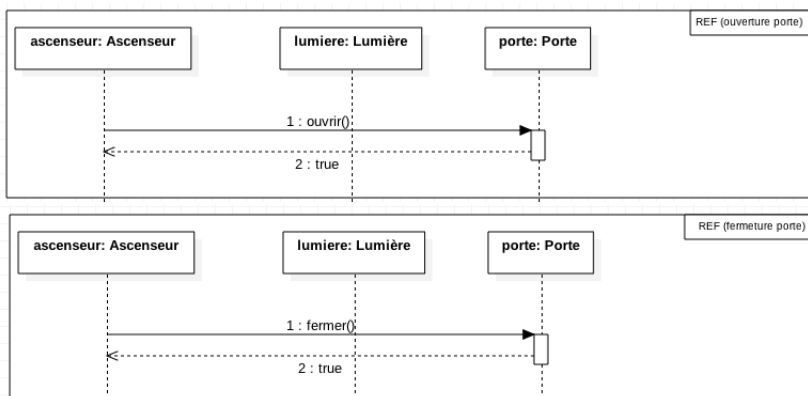 REF (ouverture porte)
ascenseur: Ascenseur
lumiere: Lumière
porte: Porte
1 : ouvrir()
2 : true
REF (fermeture porte)
ascenseur: Ascenseur
lumiere: Lumière
porte: Porte
1 : fermer()
2 : true